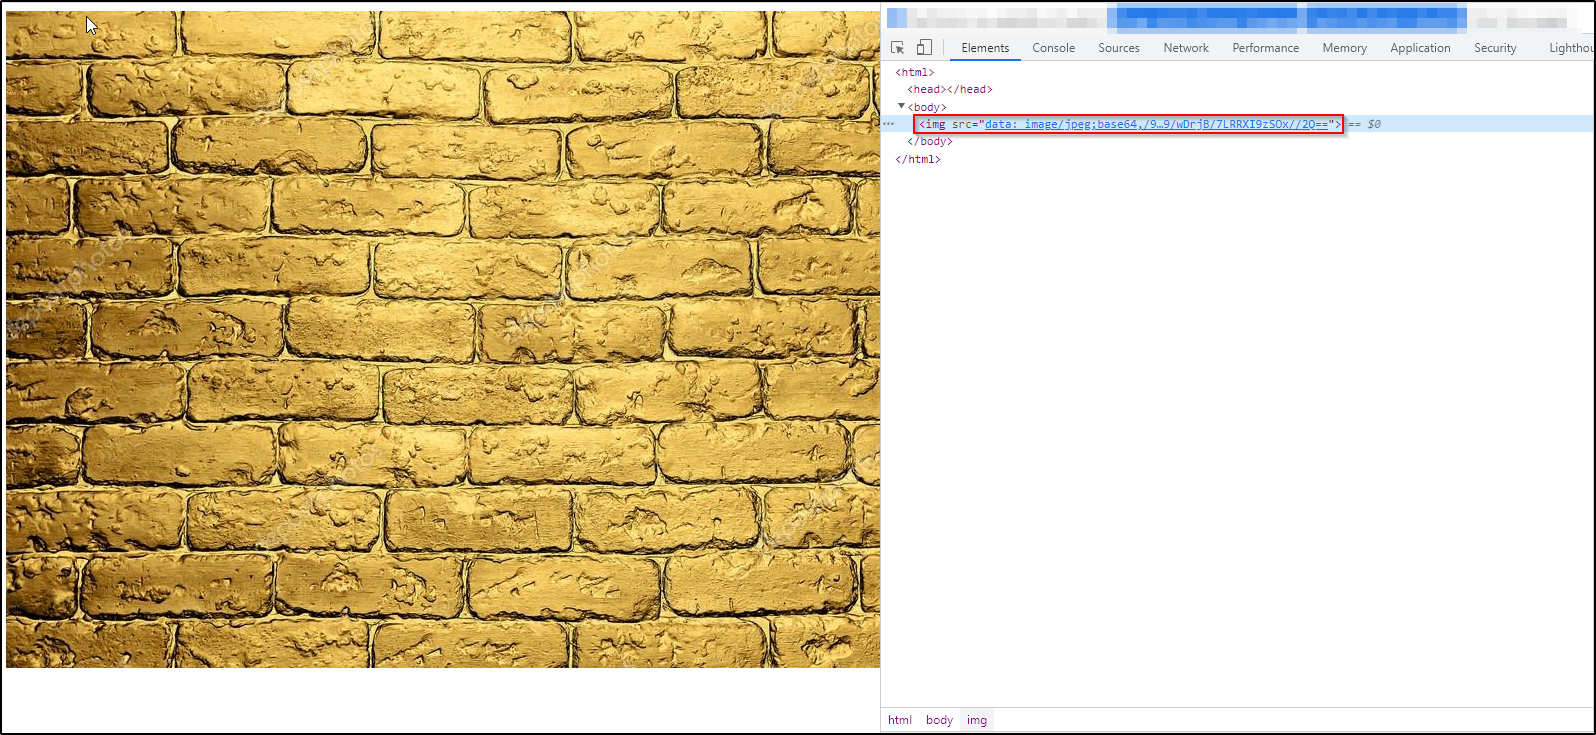 Elements Console Sources Network Performance Memory Application Security Lighthou
<html>
<head></head>
<body>
<img src="data: image/jpeg;base64,/9…9/wDrjB/7LRRXI9zSOx//2Q=="> == $0
</body>
</html>
html body img